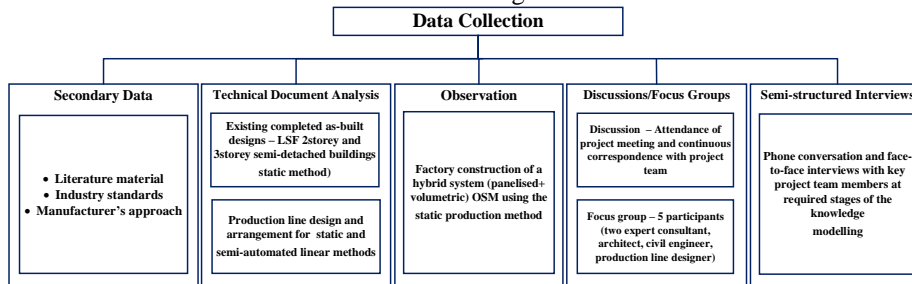 Data Collection
Secondary Data
• Literature material
• Industry standards
• Manufacturer's approach
Technical Document Analysis
Existing completed as-built
designs – LSF 2storey and
3storey semi-detached buildings
static method)
Production line design and
arrangement for static and
semi-automated linear methods
Observation
Factory construction of a
hybrid system (panelised+
volumetric) OSM using the
static production method
Discussions/Focus Groups
Discussion – Attendance of
project meeting and continuous
correspondence with project
team
Focus group – 5 participants
(two expert consultant,
architect, civil engineer,
production line designer)
Semi-structured Interviews
Phone conversation and face-
to-face interviews with key
project team members at
required stages of the
knowledge
modelling